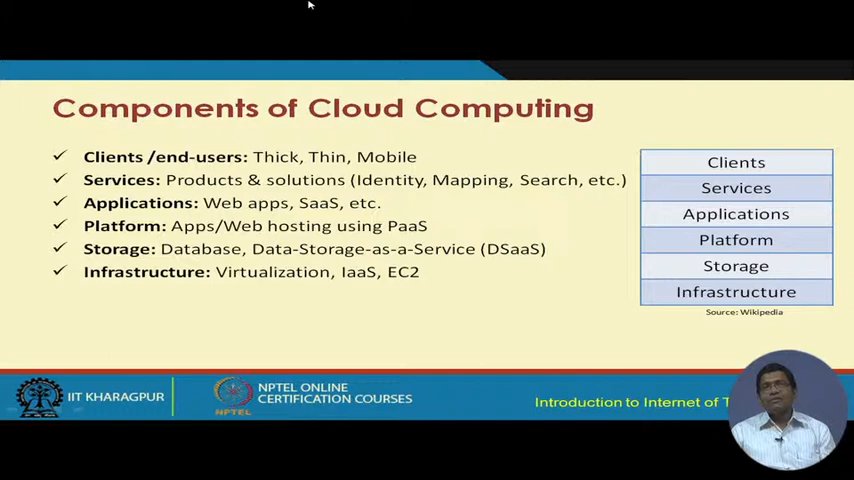 Components of Cloud Computing
✓ Clients /end-users: Thick, Thin, Mobile
✓ Services: Products & solutions (Identity, Mapping, Search, etc.)
✓ Applications: Web apps, SaaS, etc.
✓ Platform: Apps/Web hosting using PaaS
✓ Storage: Database, Data-Storage-as-a-Service (DSaaS)
✓ Infrastructure: Virtualization, IaaS, EC2
Clients
Services
Applications
Platform
Storage
Infrastructure
Source: Wikipedia
IIT KHARAGPUR
NPTEL
NPTEL ONLINE
CERTIFICATION COURSES
Introduction to Internet of